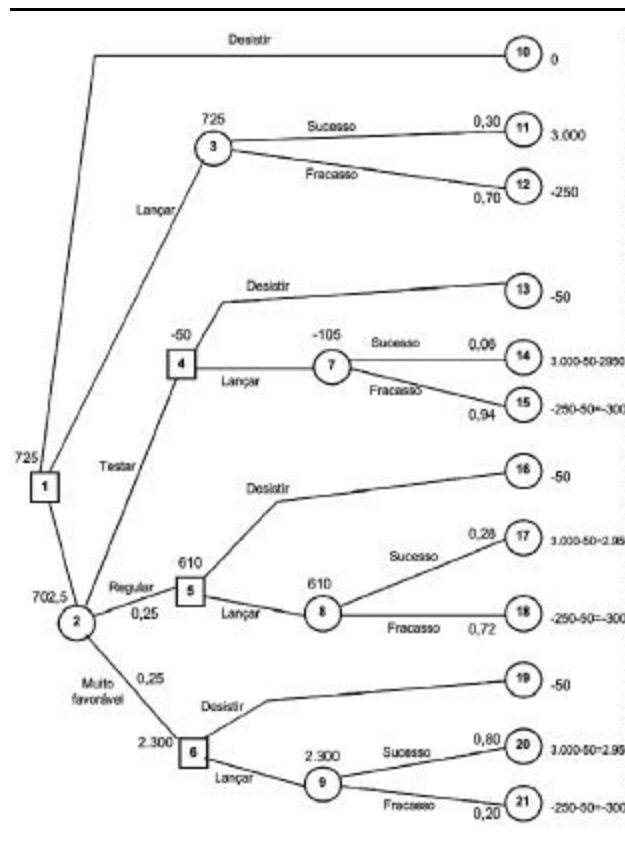 Desistir
10
0
725
Sucesso
0,30
11
3.000
3
Fracasso
12
-250
0,70
Lançar
Desistir
13
-50
-50
-105
Sucesso
0,06
14
3.000-50-2950
4
7
Lançar
Fracasso
15
-250-50=-300
0,94
725
1
Testar
Desistir
16
-50
610
0,28
17
3.000-50=2.95
Sucesso
702,5
Regular
5
610
2
0,25
Lançar
8
18
-250-50=-300
Fracasso
0,72
Muito
favorável
0,25
Desistir
19
-50
2.300
6
2.300
Sucesso
0,80
20
3.000-50=2.95
Lançar
9
Fracasso
21
-250-50=-300
0,20